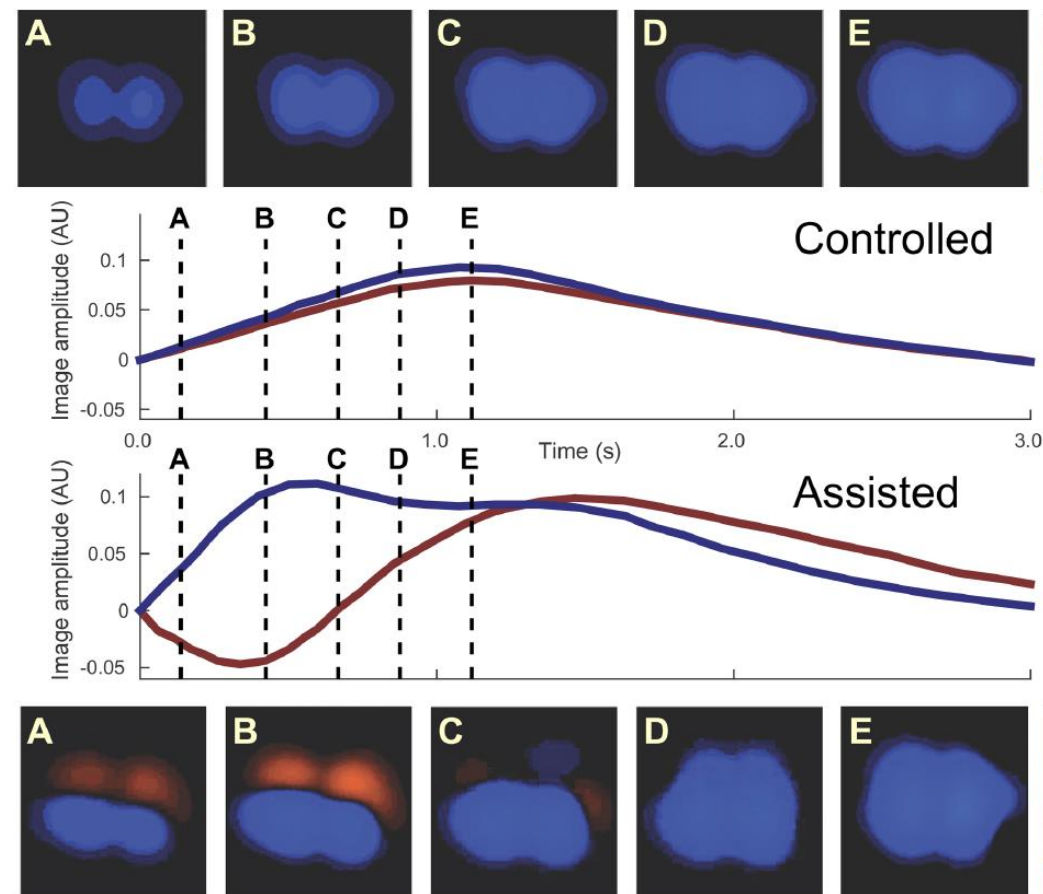 A B C D E
Image amplitude (AU)
A B C D E
Controlled
0.1
0.05
0
-0.05
0.0 1.0 2.0 3.0
Time (s)
Image amplitude (AU)
A B C D E
Assisted
0.1
0.05
0
-0.05
A B C D E